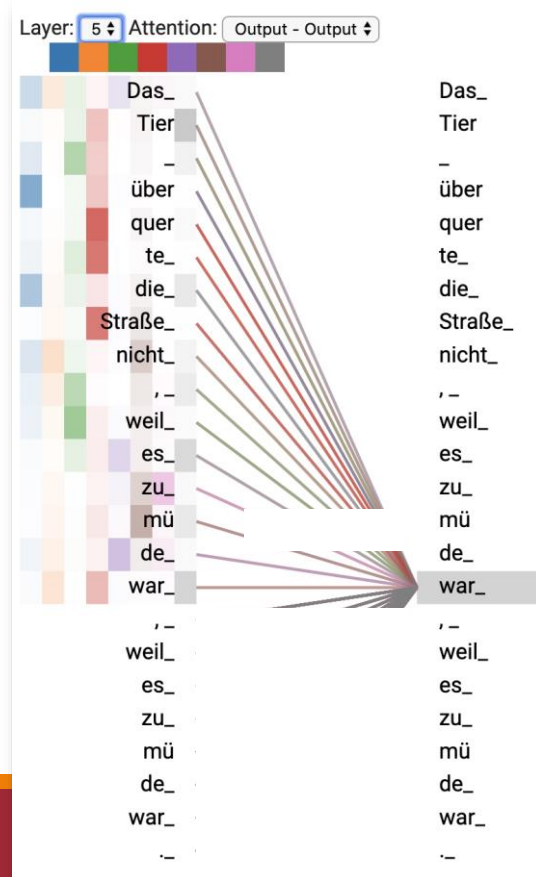 Layer: 5 Attention: Output - Output
Das_ Das_
Tier Tier
_ _
über über
quer quer
te_ te_
die_ die_
Straße_ Straße_
nicht_ nicht_
,_ ,_
weil_ weil_
es_ es_
zu_ zu_
mü mü
de_ de_
war_ war_
,_ ,_
weil_ weil_
es_ es_
zu_ zu_
mü mü
de_ de_
war_ war_
._ ._